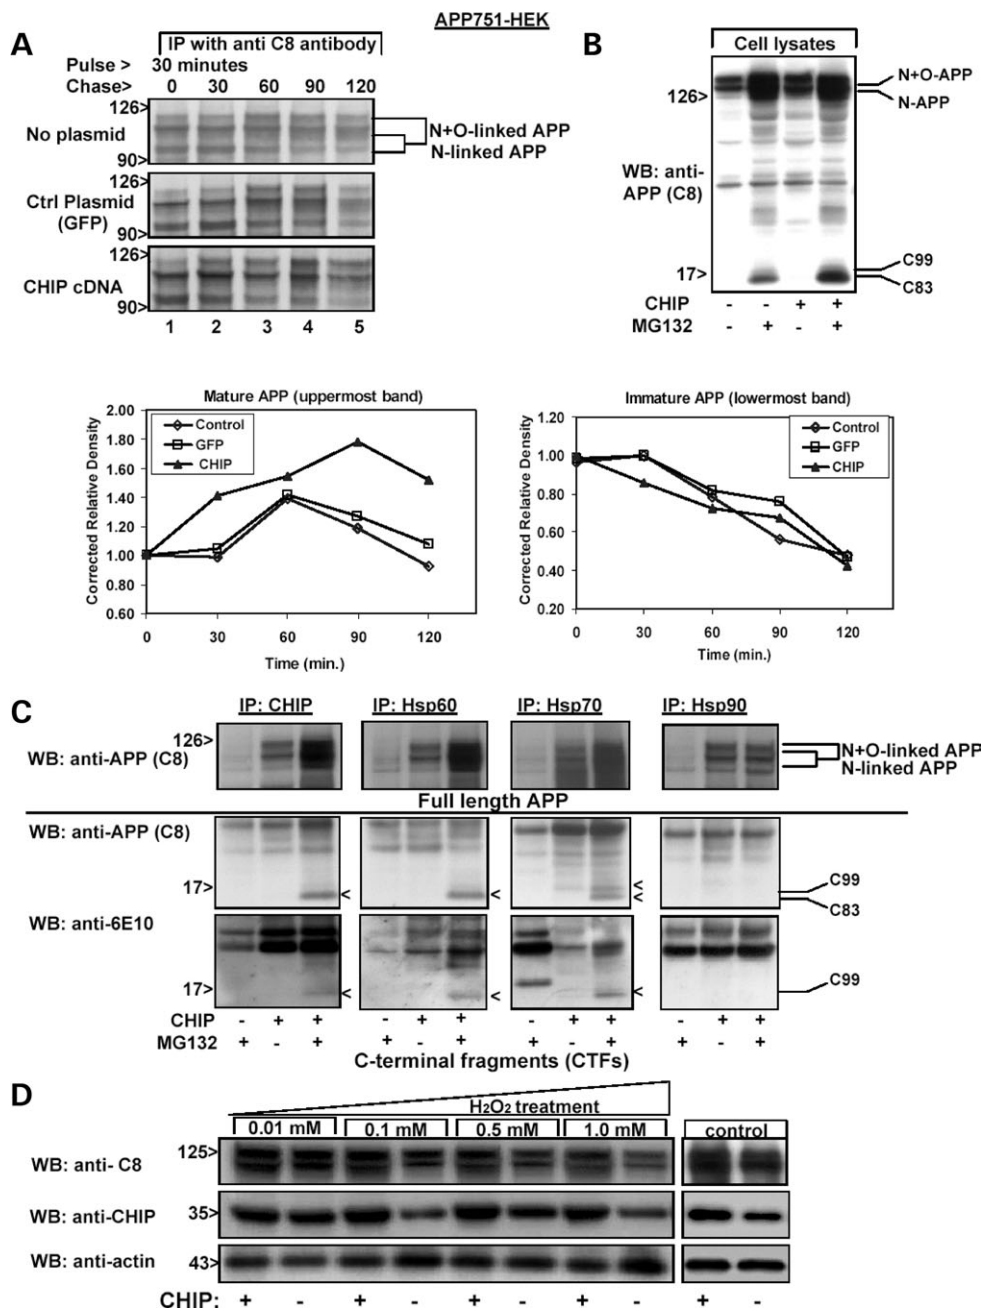 APP751-HEK
A
IP with anti C8 antibody
Pulse > 30 minutes
Chase> 0 30 60 90 120
126>
No plasmid
90>
N+O-linked APP
N-linked APP
126>
Ctrl Plasmid
(GFP)
90>
126>
CHIP cDNA
90>
1 2 3 4 5
B
Cell lysates
126>
N+O-APP
N-APP
WB: anti-
APP (C8)
17>
C99
C83
CHIP - - + +
MG132 - + - +
Mature APP (uppermost band)
Corrected Relative Density
2.00
1.80
1.60
1.40
1.20
1.00
0.80
0.60
Control
GFP
CHIP
0 30 60 90 120
Time (min.)
Immature APP (lowermost band)
Corrected Relative Density
1.20
1.00
0.80
0.60
0.40
0.20
Control
GFP
CHIP
0 30 60 90 120
Time (min.)
C
IP: CHIP IP: Hsp60 IP: Hsp70 IP: Hsp90
126>
WB: anti-APP (C8)
N+O-linked APP
N-linked APP
Full length APP
WB: anti-APP (C8)
17>
< < < <
C99
C83
WB: anti-6E10
17>
< < <
C99
CHIP - + + - + + - + + - + +
MG132 + - + + - + + - + + - +
C-terminal fragments (CTFs)
D
H2O2 treatment
0.01 mM 0.1 mM 0.5 mM 1.0 mM control
125>
WB: anti- C8
WB: anti-CHIP 35>
WB: anti-actin 43>
CHIP: + - + - + - + - + -